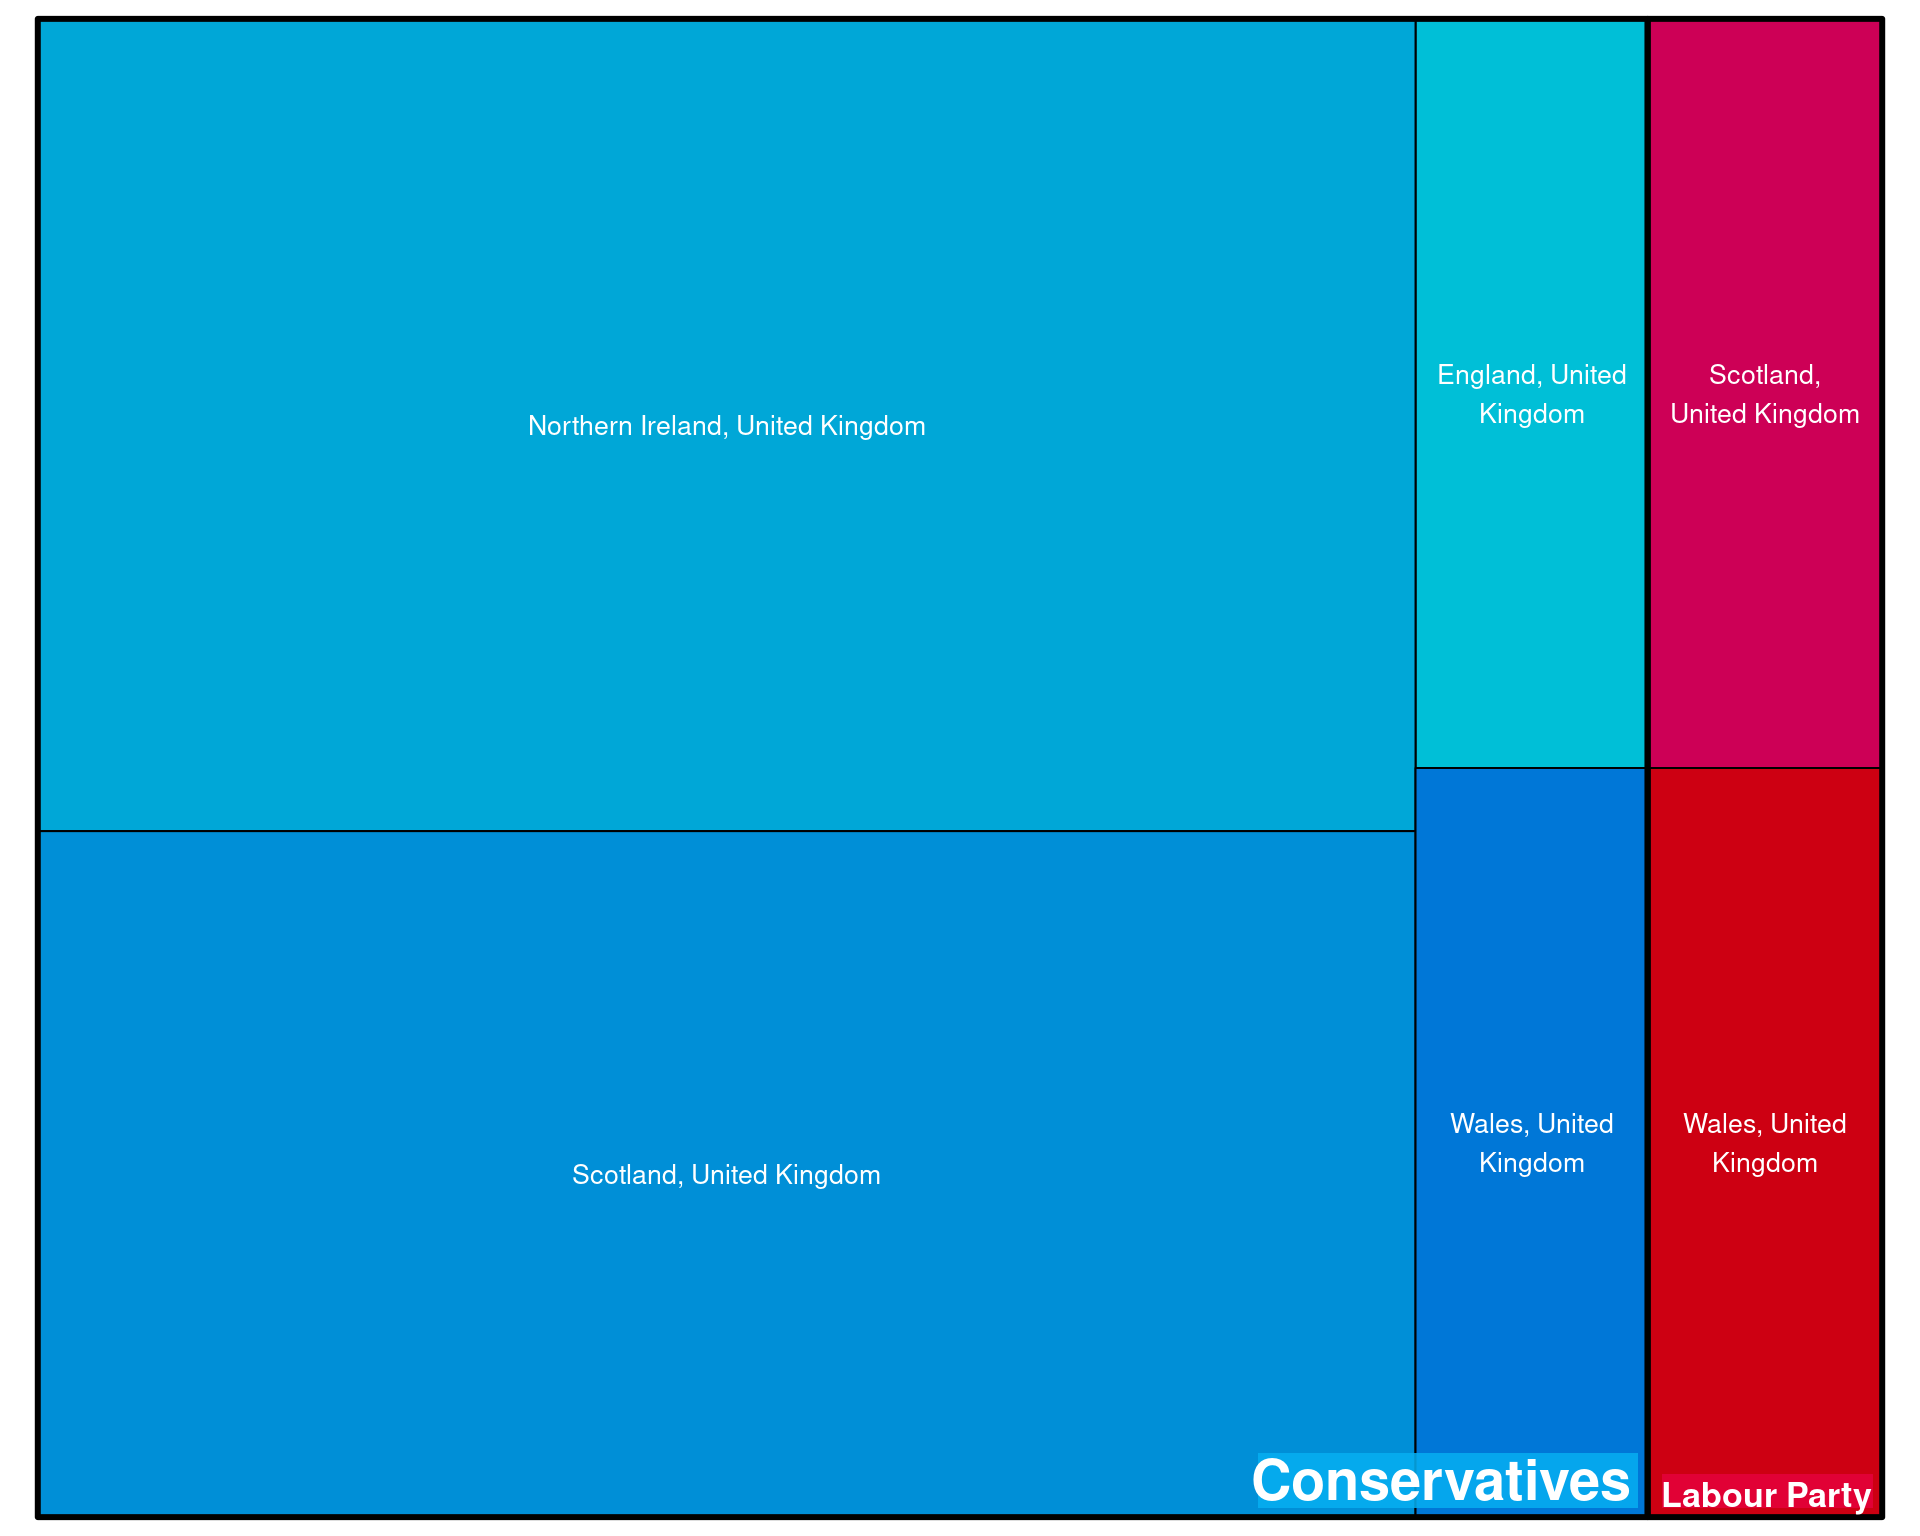 Northern Ireland, United Kingdom
England, United
Kingdom
Scotland,
United Kingdom
Scotland, United Kingdom
Wales, United
Kingdom
Wales, United
Kingdom
Conservatives
Labour Party